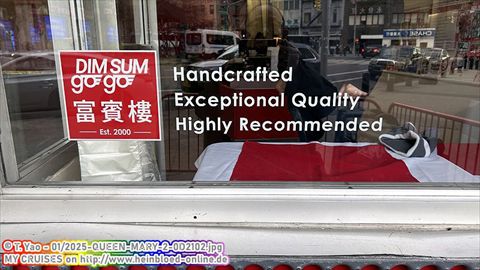 DIM SUM
go go
富賓樓
Est. 2000
Handcrafted
Exceptional Quality
Highly Recommended
CHASE
© T. Yao - 01/2025-QUEEN-MARY-2-OD2102.jpg
MY CRUISES on http://www.heinbloed-online.de